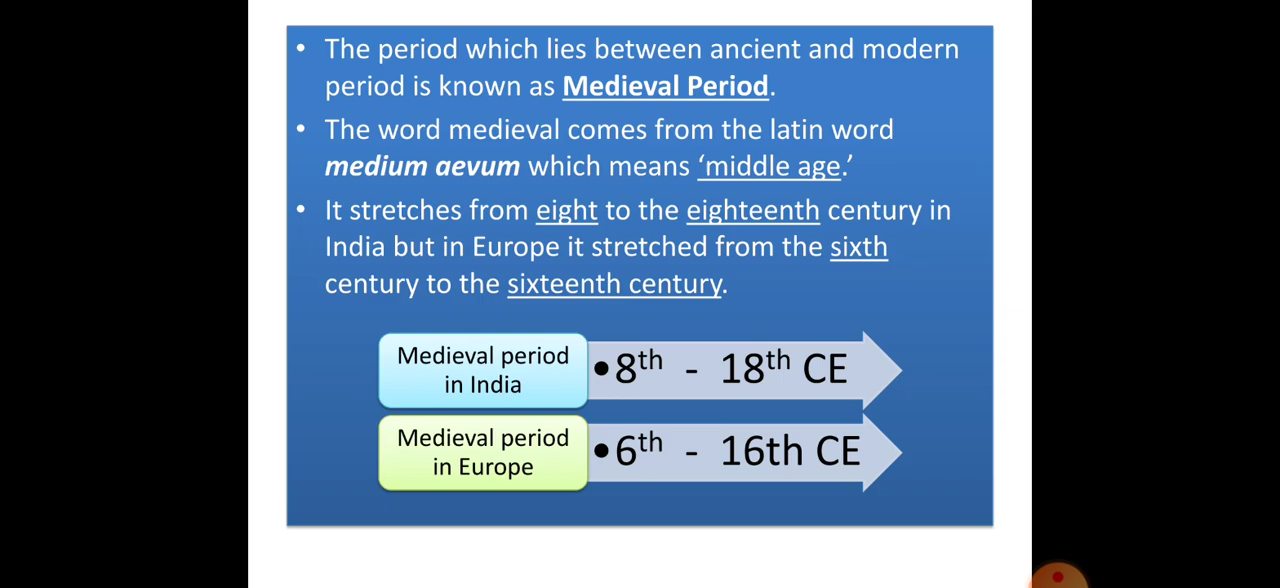 • The period which lies between ancient and modern
period is known as Medieval Period.
• The word medieval comes from the latin word
medium aevum which means ‘middle age.’
• It stretches from eight to the eighteenth century in
India but in Europe it stretched from the sixth
century to the sixteenth century.
Medieval period
in India
•8th - 18th CE
Medieval period
in Europe
•6th - 16th CE